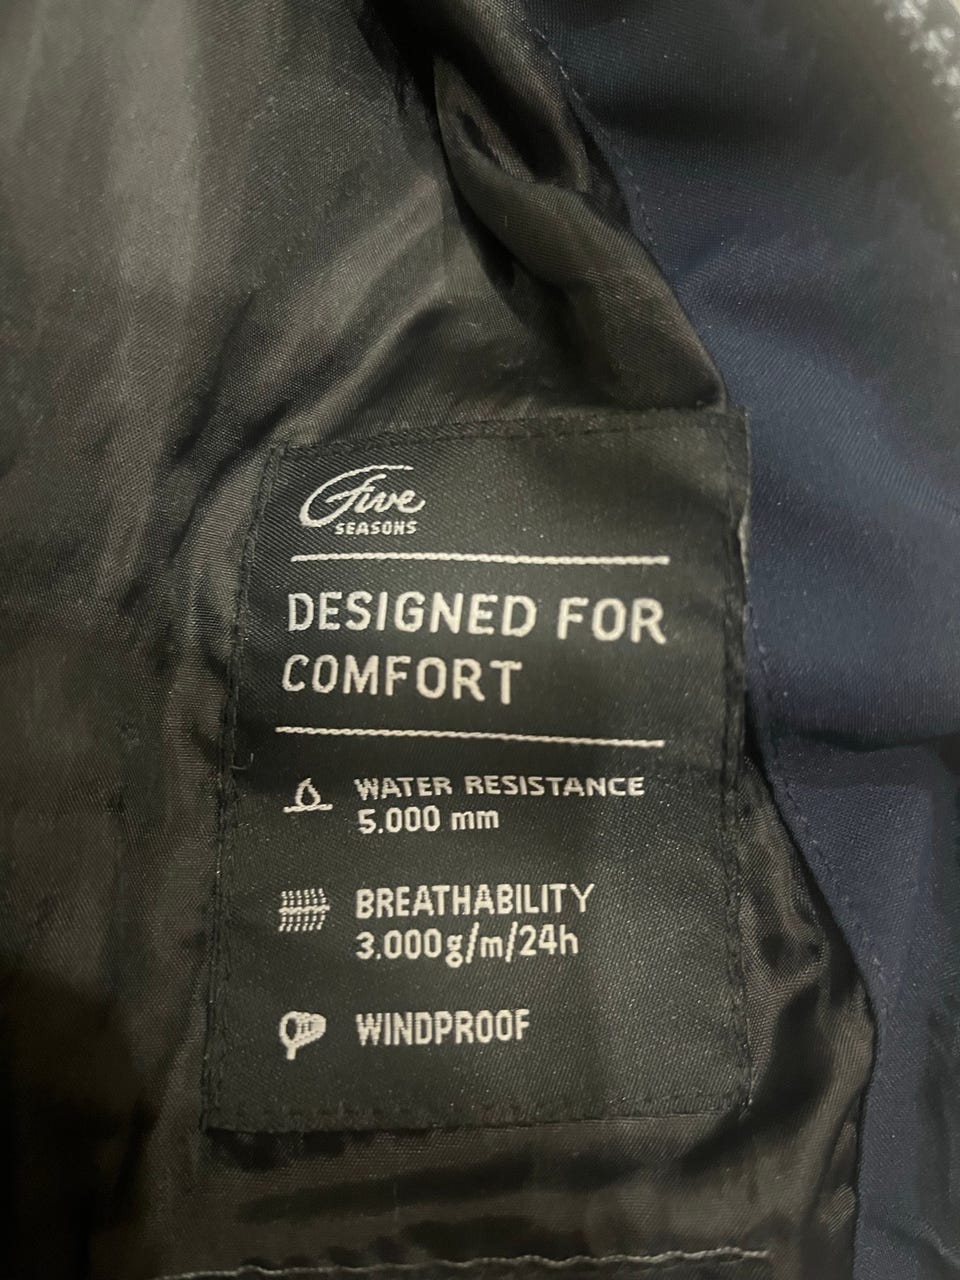 Five
SEASONS
DESIGNED FOR
COMFORT
WATER RESISTANCE
5.000 mm
BREATHABILITY
3.000g/m/24h
WINDPROOF